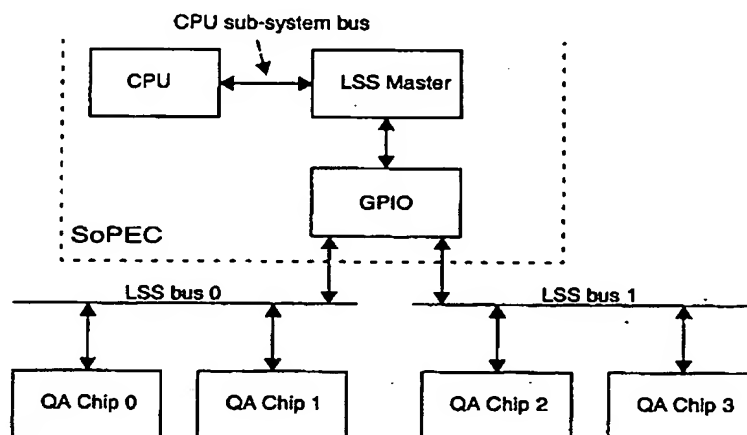 CPU sub-system bus
CPU
LSS Master
GPIO
SoPEC
LSS bus 0
LSS bus 1
QA Chip 0
QA Chip 1
QA Chip 2
QA Chip 3